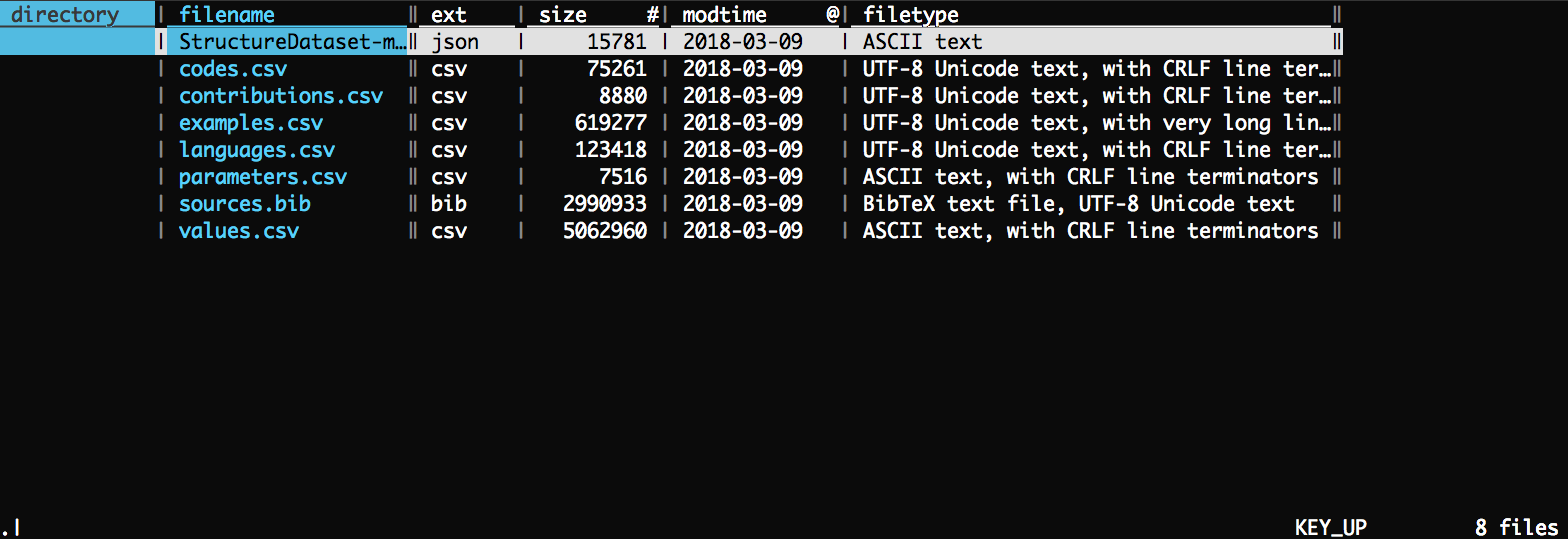 directory | filename ‖ ext | size #| modtime @| filetype ‖
| StructureDataset-m…‖ json | 15781 | 2018-03-09 | ASCII text ‖
| codes.csv ‖ csv | 75261 | 2018-03-09 | UTF-8 Unicode text, with CRLF line ter…‖
| contributions.csv ‖ csv | 8880 | 2018-03-09 | UTF-8 Unicode text, with CRLF line ter…‖
| examples.csv ‖ csv | 619277 | 2018-03-09 | UTF-8 Unicode text, with very long lin…‖
| languages.csv ‖ csv | 123418 | 2018-03-09 | UTF-8 Unicode text, with CRLF line ter…‖
| parameters.csv ‖ csv | 7516 | 2018-03-09 | ASCII text, with CRLF line terminators ‖
| sources.bib ‖ bib | 2990933 | 2018-03-09 | BibTeX text file, UTF-8 Unicode text ‖
| values.csv ‖ csv | 5062960 | 2018-03-09 | ASCII text, with CRLF line terminators ‖
.| KEY_UP 8 files